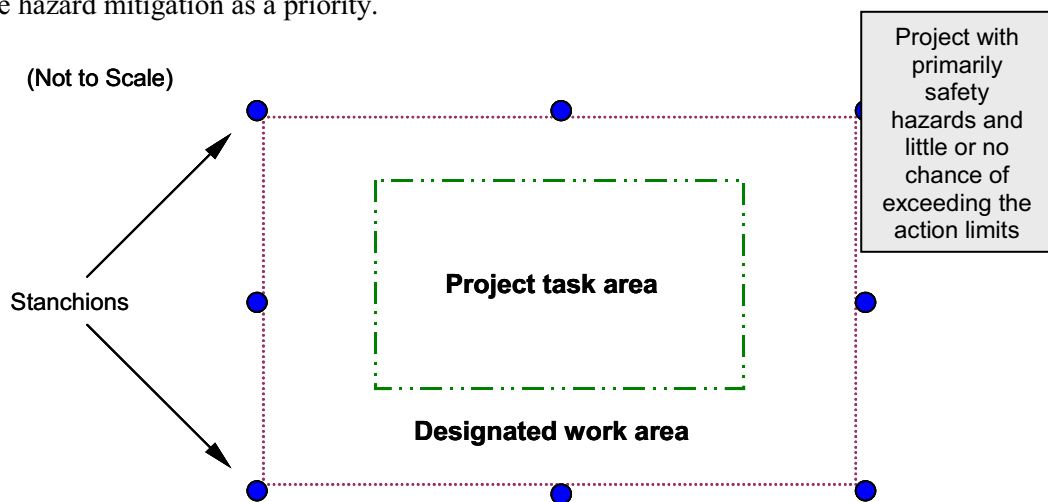 e hazard mitigation as a priority.
(Not to Scale)
Project with
primarily
safety
hazards and
little or no
chance of
exceeding the
action limits
Project task area
Stanchions
Designated work area